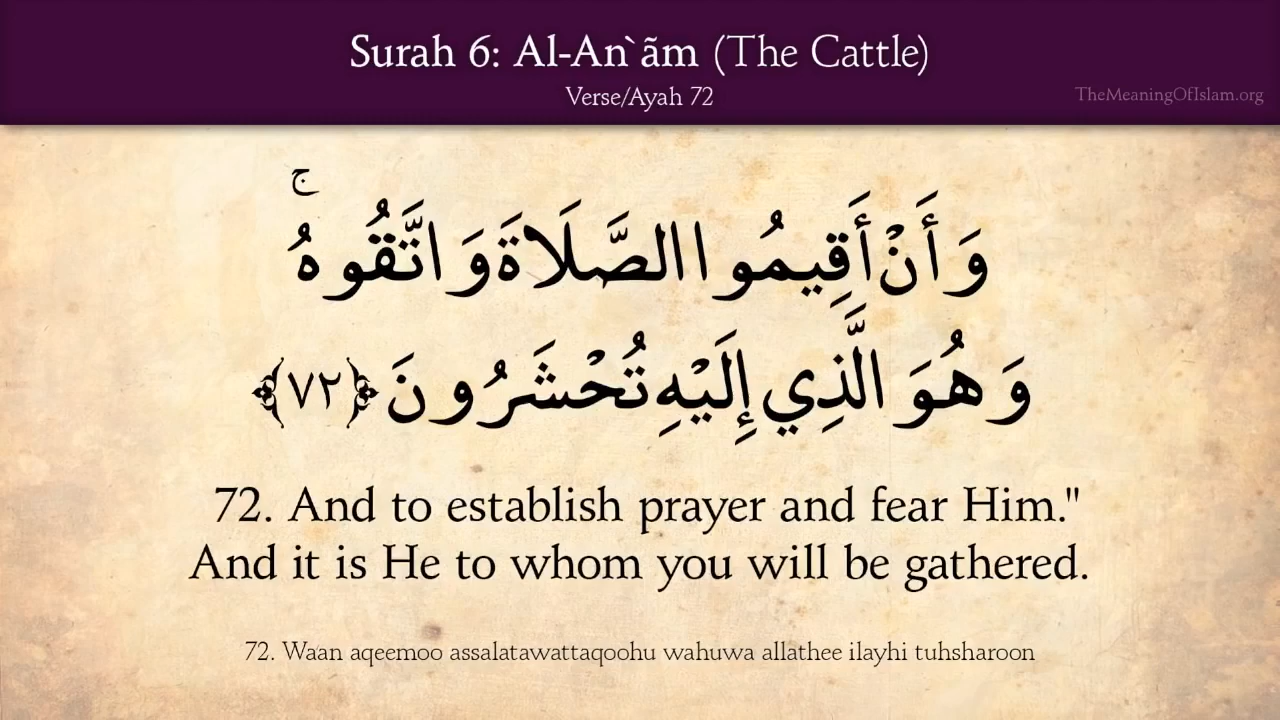 Surah 6: Al-An`ãm (The Cattle)
Verse/Ayah 72
TheMeaningOfIslam.org
وَأَنْ أَقِيمُوا الصَّلَاةَ وَاتَّقُوهُ ۚ
وَهُوَ الَّذِي إِلَيْهِ تُحْشَرُونَ ﴿٧٢﴾
72. And to establish prayer and fear Him."
And it is He to whom you will be gathered.
72. Waan aqeemoo assalatawattaqoohu wahuwa allathee ilayhi tuhsharoon